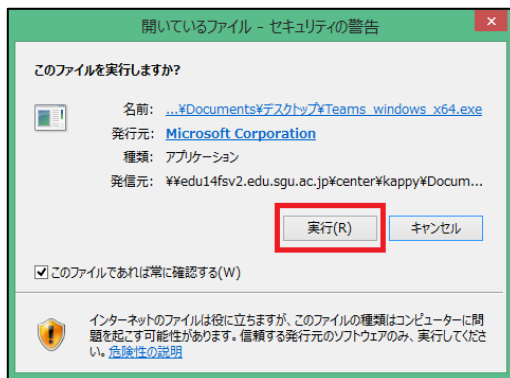 開いているファイル - セキュリティの警告
このファイルを実行しますか?
名前: ...¥Documents¥デスクトップ¥Teams_windows_x64.exe
発行元: Microsoft Corporation
種類: アプリケーション
発信元: ¥¥edu14fsv2.edu.sgu.ac.jp¥center¥kappy¥Docum...
実行(R) キャンセル
このファイルであれば常に確認する(W)
インターネットのファイルは役に立ちますが、このファイルの種類はコンピューターに問
題を起こす可能性があります。信頼する発行元のソフトウェアのみ、実行してくださ
い。危険性の説明